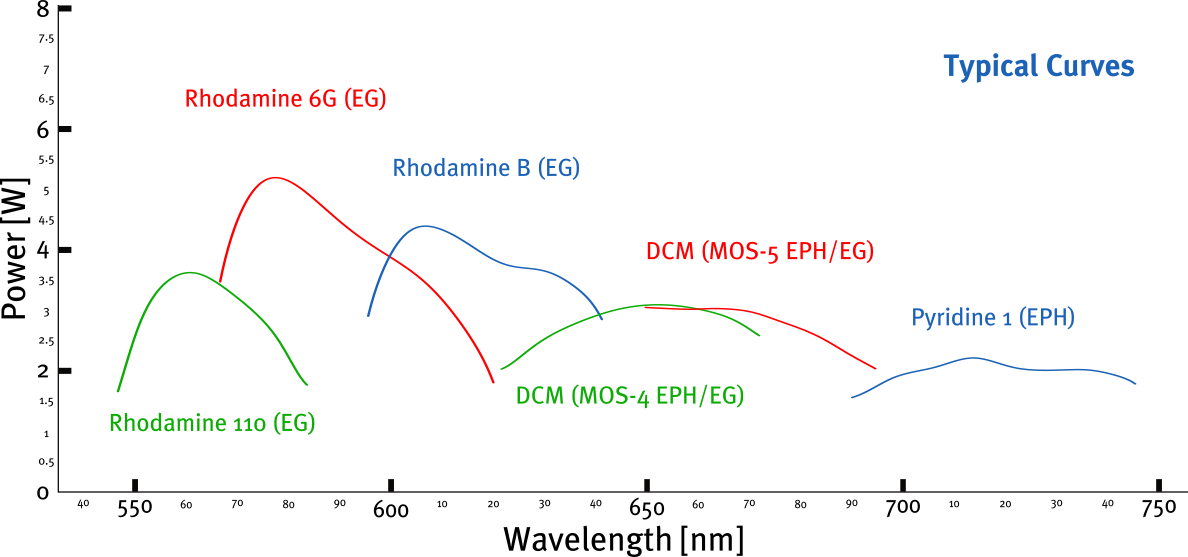 8
7.5
7
6.5
6
5.5
5
4.5
4
3.5
3
2.5
2
1.5
1
0.5
0
Power [W]
Typical Curves
Rhodamine 6G (EG)
Rhodamine B (EG)
DCM (MOS-5 EPH/EG)
Pyridine 1 (EPH)
DCM (MOS-4 EPH/EG)
Rhodamine 110 (EG)
40 550 60 70 80 90 600 10 20 30 40 650 60 70 80 90 700 10 20 30 40 750
Wavelength [nm]